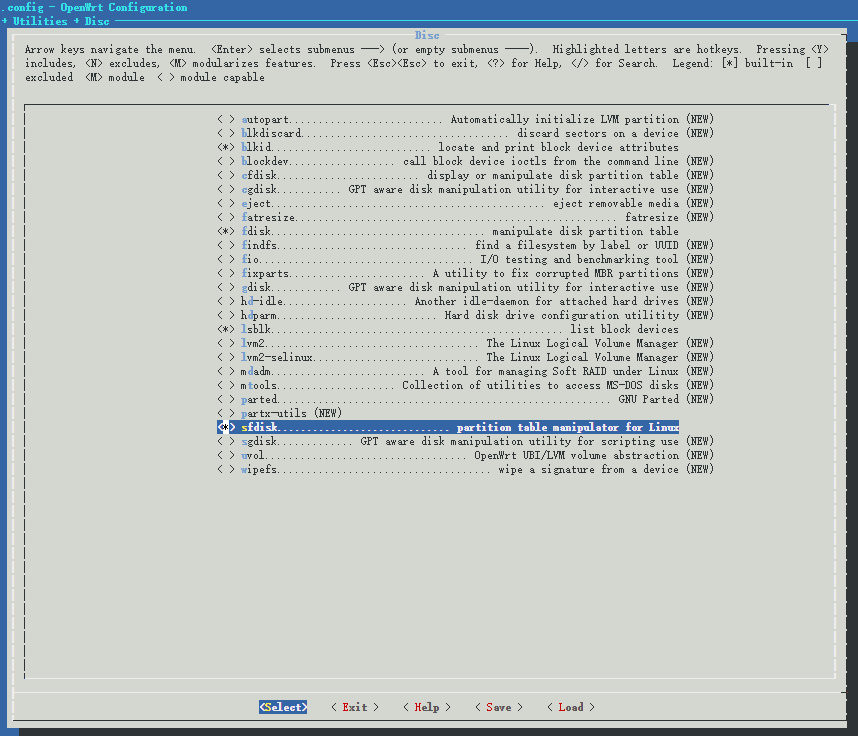 .config - OpenWrt Configuration
→ Utilities → Disc
Disc
Arrow keys navigate the menu.  <Enter> selects submenus ---> (or empty submenus ----).  Highlighted letters are hotkeys.  Pressing <Y>
includes, <N> excludes, <M> modularizes features.  Press <Esc><Esc> to exit, <?> for Help, </> for Search.  Legend: [*] built-in  [ ]
excluded  <M> module  < > module capable
< > autopart.......................... Automatically initialize LVM partition (NEW)
< > blkdiscard................................... discard sectors on a device (NEW)
<*> blkid........................... locate and print block device attributes
< > blockdev.................. call block device ioctls from the command line (NEW)
< > cfdisk........................ display or manipulate disk partition table (NEW)
< > cgdisk........... GPT aware disk manipulation utility for interactive use (NEW)
< > eject............................................... eject removable media (NEW)
< > fatresize...................................................... fatresize (NEW)
<*> fdisk.................................... manipulate disk partition table
< > findfs................................. find a filesystem by label or UUID (NEW)
< > fio..................................... I/O testing and benchmarking tool (NEW)
< > fixparts....................... A utility to fix corrupted MBR partitions (NEW)
< > gdisk............ GPT aware disk manipulation utility for interactive use (NEW)
< > hd-idle..................... Another idle-daemon for attached hard drives (NEW)
< > hdparm........................... Hard disk drive configuration utilitity (NEW)
<*> lsblk................................................. list block devices
< > lvm2.................................... The Linux Logical Volume Manager (NEW)
< > lvm2-selinux............................ The Linux Logical Volume Manager (NEW)
< > mdadm........................... A tool for managing Soft RAID under Linux (NEW)
< > mtools..................... Collection of utilities to access MS-DOS disks (NEW)
< > parted........................................................ GNU Parted (NEW)
< > partx-utils (NEW)
<*> sfdisk............................. partition table manipulator for Linux
< > sgdisk............. GPT aware disk manipulation utility for scripting use (NEW)
< > uvol.................................. OpenWrt UBI/LVM volume abstraction (NEW)
< > wipefs.................................... wipe a signature from a device (NEW)
<Select>    < Exit >    < Help >    < Save >    < Load >